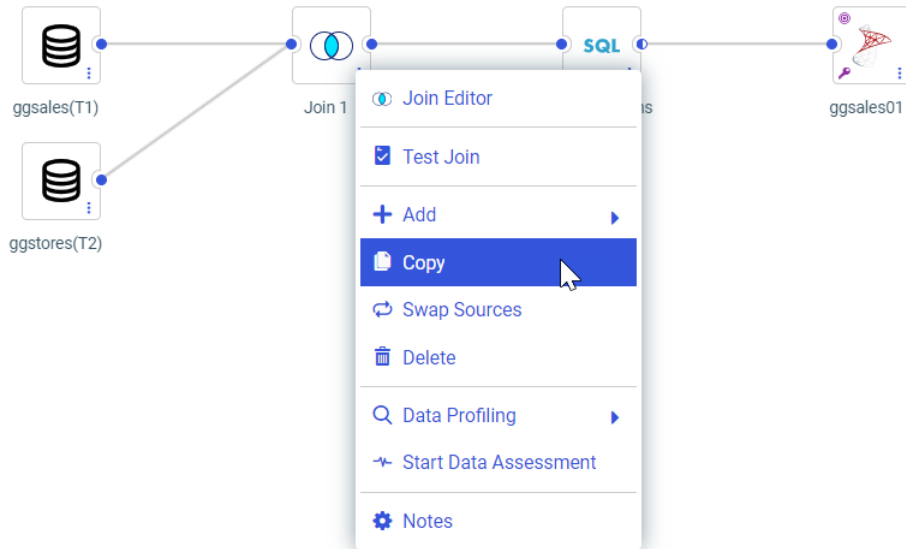 SQL
ggsales(T1)
Join 1
ns
ggsales01
ggstores(T2)
Join Editor
Test Join
Add
Copy
Swap Sources
Delete
Data Profiling
Start Data Assessment
Notes